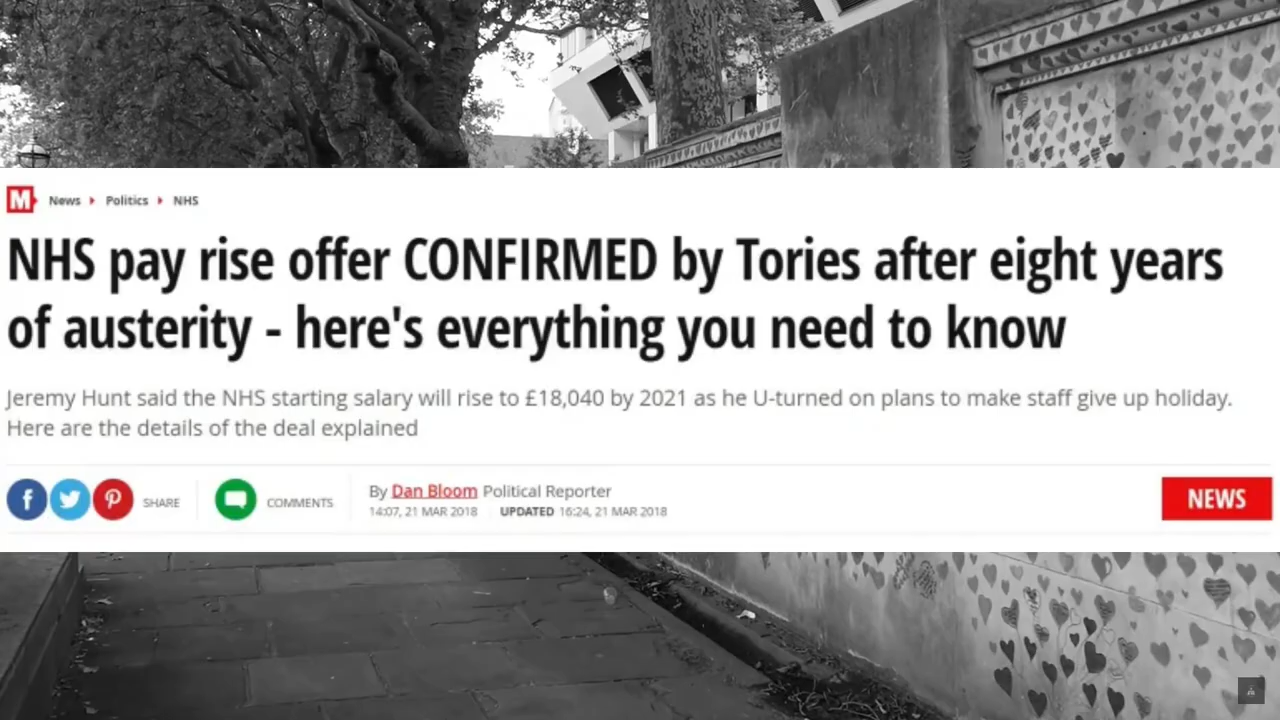 M News Politics NHS
NHS pay rise offer CONFIRMED by Tories after eight years
of austerity - here's everything you need to know
Jeremy Hunt said the NHS starting salary will rise to £18,040 by 2021 as he U-turned on plans to make staff give up holiday.
Here are the details of the deal explained
SHARE COMMENTS By Dan Bloom Political Reporter
14:07, 21 MAR 2018 UPDATED 16:24, 21 MAR 2018
NEWS